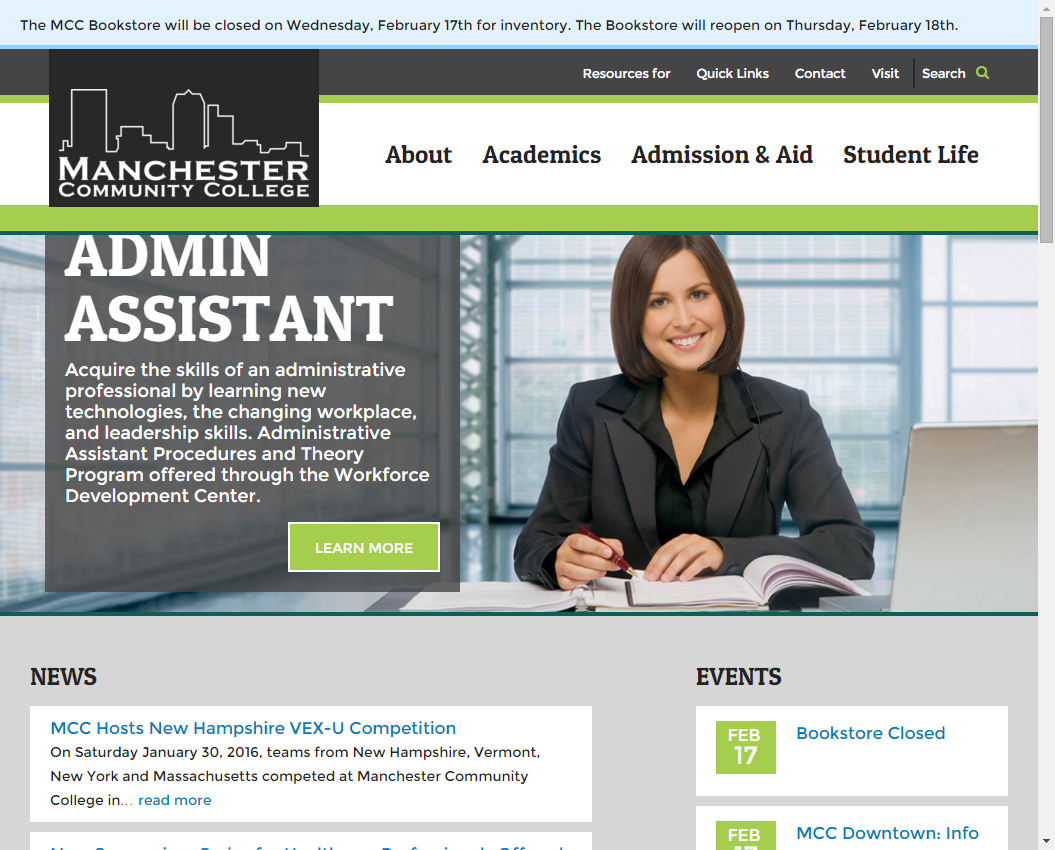 The MCC Bookstore will be closed on Wednesday, February 17th for inventory. The Bookstore will reopen on Thursday, February 18th.
Resources for Quick Links Contact Visit Search
MANCHESTER
COMMUNITY COLLEGE
About Academics Admission & Aid Student Life
ADMIN
ASSISTANT
Acquire the skills of an administrative
professional by learning new
technologies, the changing workplace,
and leadership skills. Administrative
Assistant Procedures and Theory
Program offered through the Workforce
Development Center.
LEARN MORE
NEWS
MCC Hosts New Hampshire VEX-U Competition
On Saturday January 30, 2016, teams from New Hampshire, Vermont,
New York and Massachusetts competed at Manchester Community
College in... read more
EVENTS
FEB
17
Bookstore Closed
FEB
MCC Downtown: Info